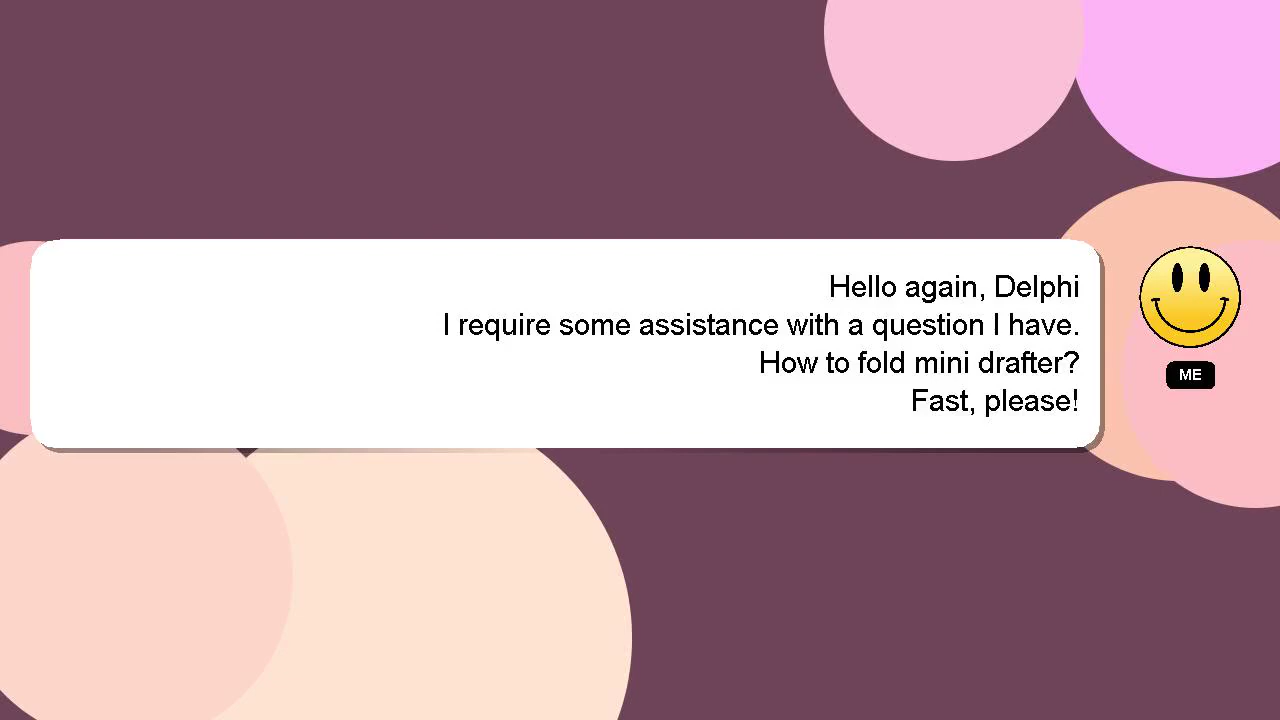 Hello again, Delphi
I require some assistance with a question I have.
How to fold mini drafter?
Fast, please!
ME